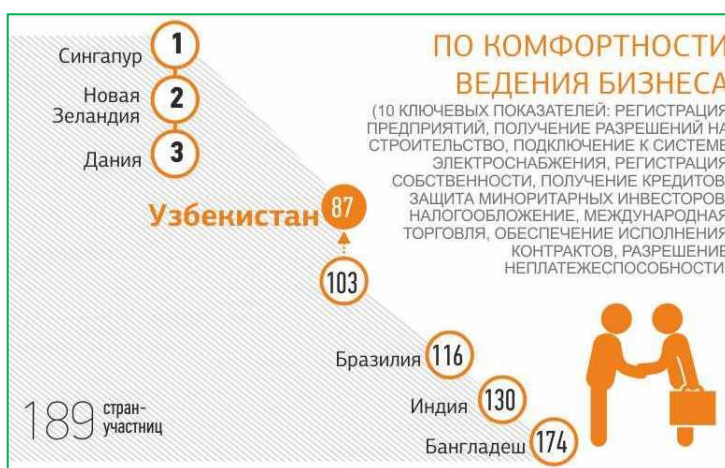 ПО КОМФОРТНОСТИ
ВЕДЕНИЯ БИЗНЕСА
(10 КЛЮЧЕВЫХ ПОКАЗАТЕЛЕЙ: РЕГИСТРАЦИЯ
ПРЕДПРИЯТИЙ, ПОЛУЧЕНИЕ РАЗРЕШЕНИЙ НА
СТРОИТЕЛЬСТВО, ПОДКЛЮЧЕНИЕ К СИСТЕМЕ
ЭЛЕКТРОСНАБЖЕНИЯ, РЕГИСТРАЦИЯ
СОБСТВЕННОСТИ, ПОЛУЧЕНИЕ КРЕДИТОВ,
ЗАЩИТА МИНОРИТАРНЫХ ИНВЕСТОРОВ,
НАЛОГООБЛОЖЕНИЕ, МЕЖДУНАРОДНАЯ
ТОРГОВЛЯ, ОБЕСПЕЧЕНИЕ ИСПОЛНЕНИЯ
КОНТРАКТОВ, РАЗРЕШЕНИЕ
НЕПЛАТЕЖЕСПОСОБНОСТИ)
Сингапур 1
Новая
Зеландия 2
Дания 3
Узбекистан 87
103
Бразилия 116
Индия 130
Бангладеш 174
189 стран-
участниц